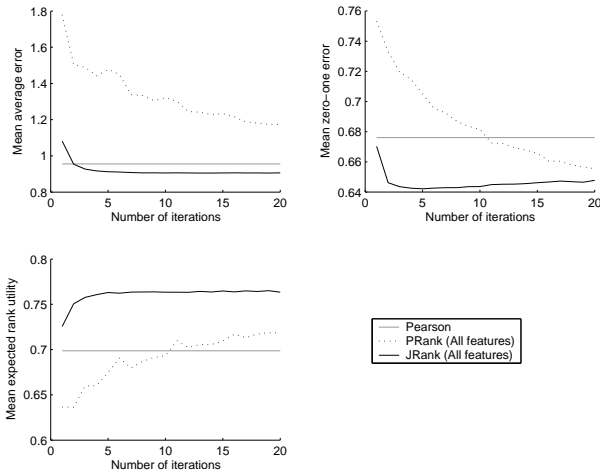 1.8
1.6
1.4
1.2
1
0.8
Mean average error
0 5 10 15 20
Number of iterations
0.76
0.74
0.72
0.7
0.68
0.66
0.64
Mean zero−one error
0 5 10 15 20
Number of iterations
0.8
0.75
0.7
0.65
0.6
Mean expected rank utility
0 5 10 15 20
Number of iterations
Pearson
PRank (All features)
JRank (All features)